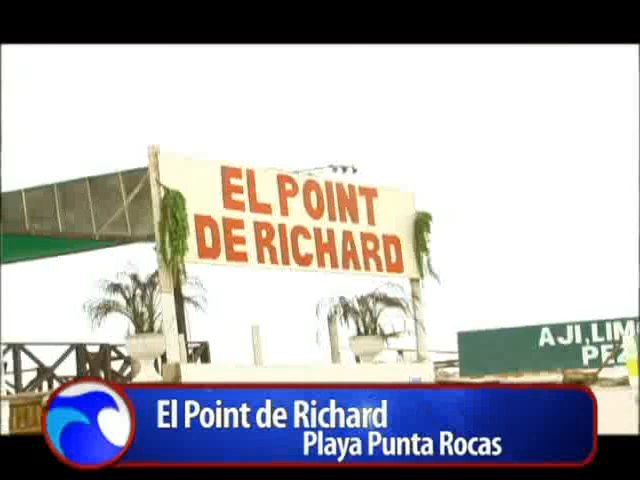 EL POINT
DE RICHARD
AJI, LIM
PE
El Point de Richard
Playa Punta Rocas